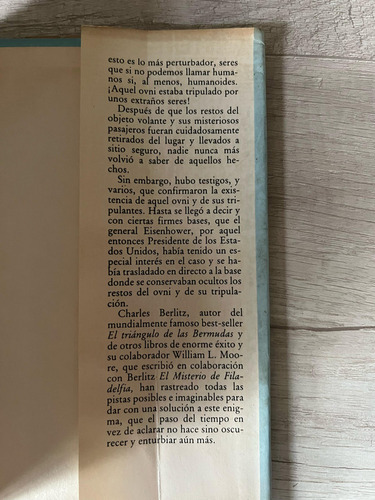 esto es lo más perturbador, seres
que si no podemos llamar huma-
nos si, al menos, humanoides.
¡Aquel ovni estaba tripulado por
unos extraños seres!
Después de que los restos del
objeto volante y sus misteriosos
pasajeros fueran cuidadosamente
retirados del lugar y llevados a
sitio seguro, nadie nunca más
volvió a saber de aquellos he-
chos.
Sin embargo, hubo testigos, y
varios, que confirmaron la exis-
tencia de aquel ovni y de sus tri-
pulantes. Hasta se llegó a decir y
con ciertas firmes bases, que el
general Eisenhower, por aquel
entonces Presidente de los Esta-
dos Unidos, había tenido un es-
pecial interés en el caso y se ha-
bía trasladado en directo a la base
donde se conservaban ocultos los
restos del ovni y de su tripula-
ción.
Charles Berlitz, autor del
mundialmente famoso best-seller
El triángulo de las Bermudas y
de otros libros de enorme éxito y
su colaborador William L. Moo-
re, que escribió en colaboración
con Berlitz El Misterio de Fila-
delfia, han rastreado todas las
pistas posibles e imaginables para
dar con una solución a este enig-
ma, que el paso del tiempo en
vez de aclarar no hace sino oscu-
recer y enturbiar aún más.